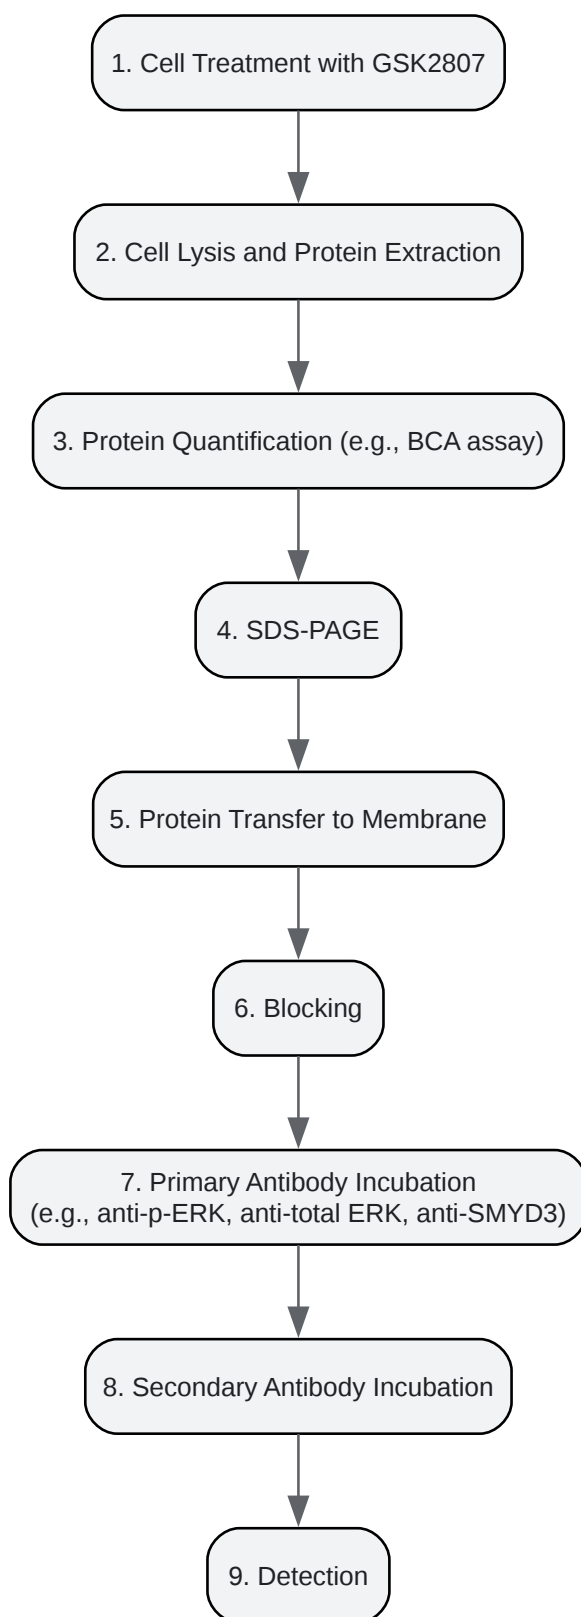 1. Cell Treatment with GSK2807
2. Cell Lysis and Protein Extraction
3. Protein Quantification (e.g., BCA assay)
4. SDS-PAGE
5. Protein Transfer to Membrane
6. Blocking
7. Primary Antibody Incubation
(e.g., anti-p-ERK, anti-total ERK, anti-SMYD3)
8. Secondary Antibody Incubation
9. Detection